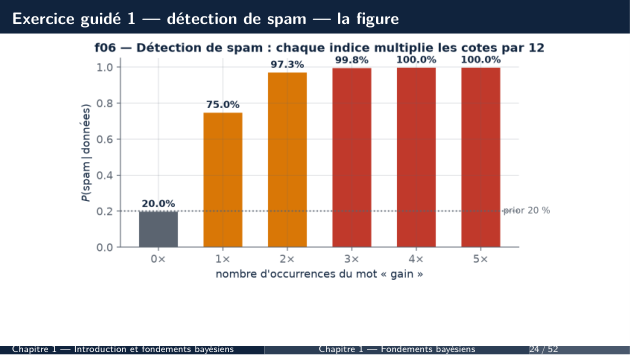 Exercice guidé 1 — détection de spam — la figure
f06 — Détection de spam : chaque indice multiplie les cotes par 12
P(spam | données)
1.0
0.8
0.6
0.4
0.2
0.0
20.0%
75.0%
97.3%
99.8%
100.0%
100.0%
prior 20 %
0×
1×
2×
3×
4×
5×
nombre d'occurrences du mot « gain »
Chapitre 1 — Introduction et fondements bayésiens
Chapitre 1 — Fondements bayésiens
24 / 52